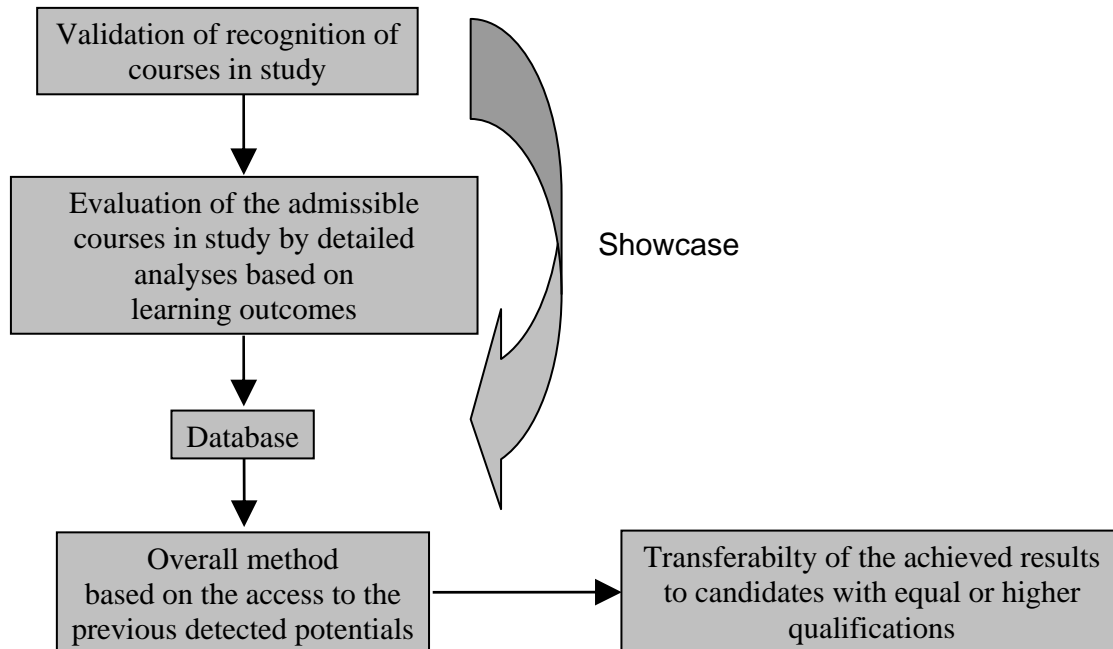 Validation of recognition of
courses in study
Evaluation of the admissible
courses in study by detailed
analyses based on
learning outcomes
Showcase
Database
Overall method
based on the access to the
previous detected potentials
Transferabilty of the achieved results
to candidates with equal or higher
qualifications